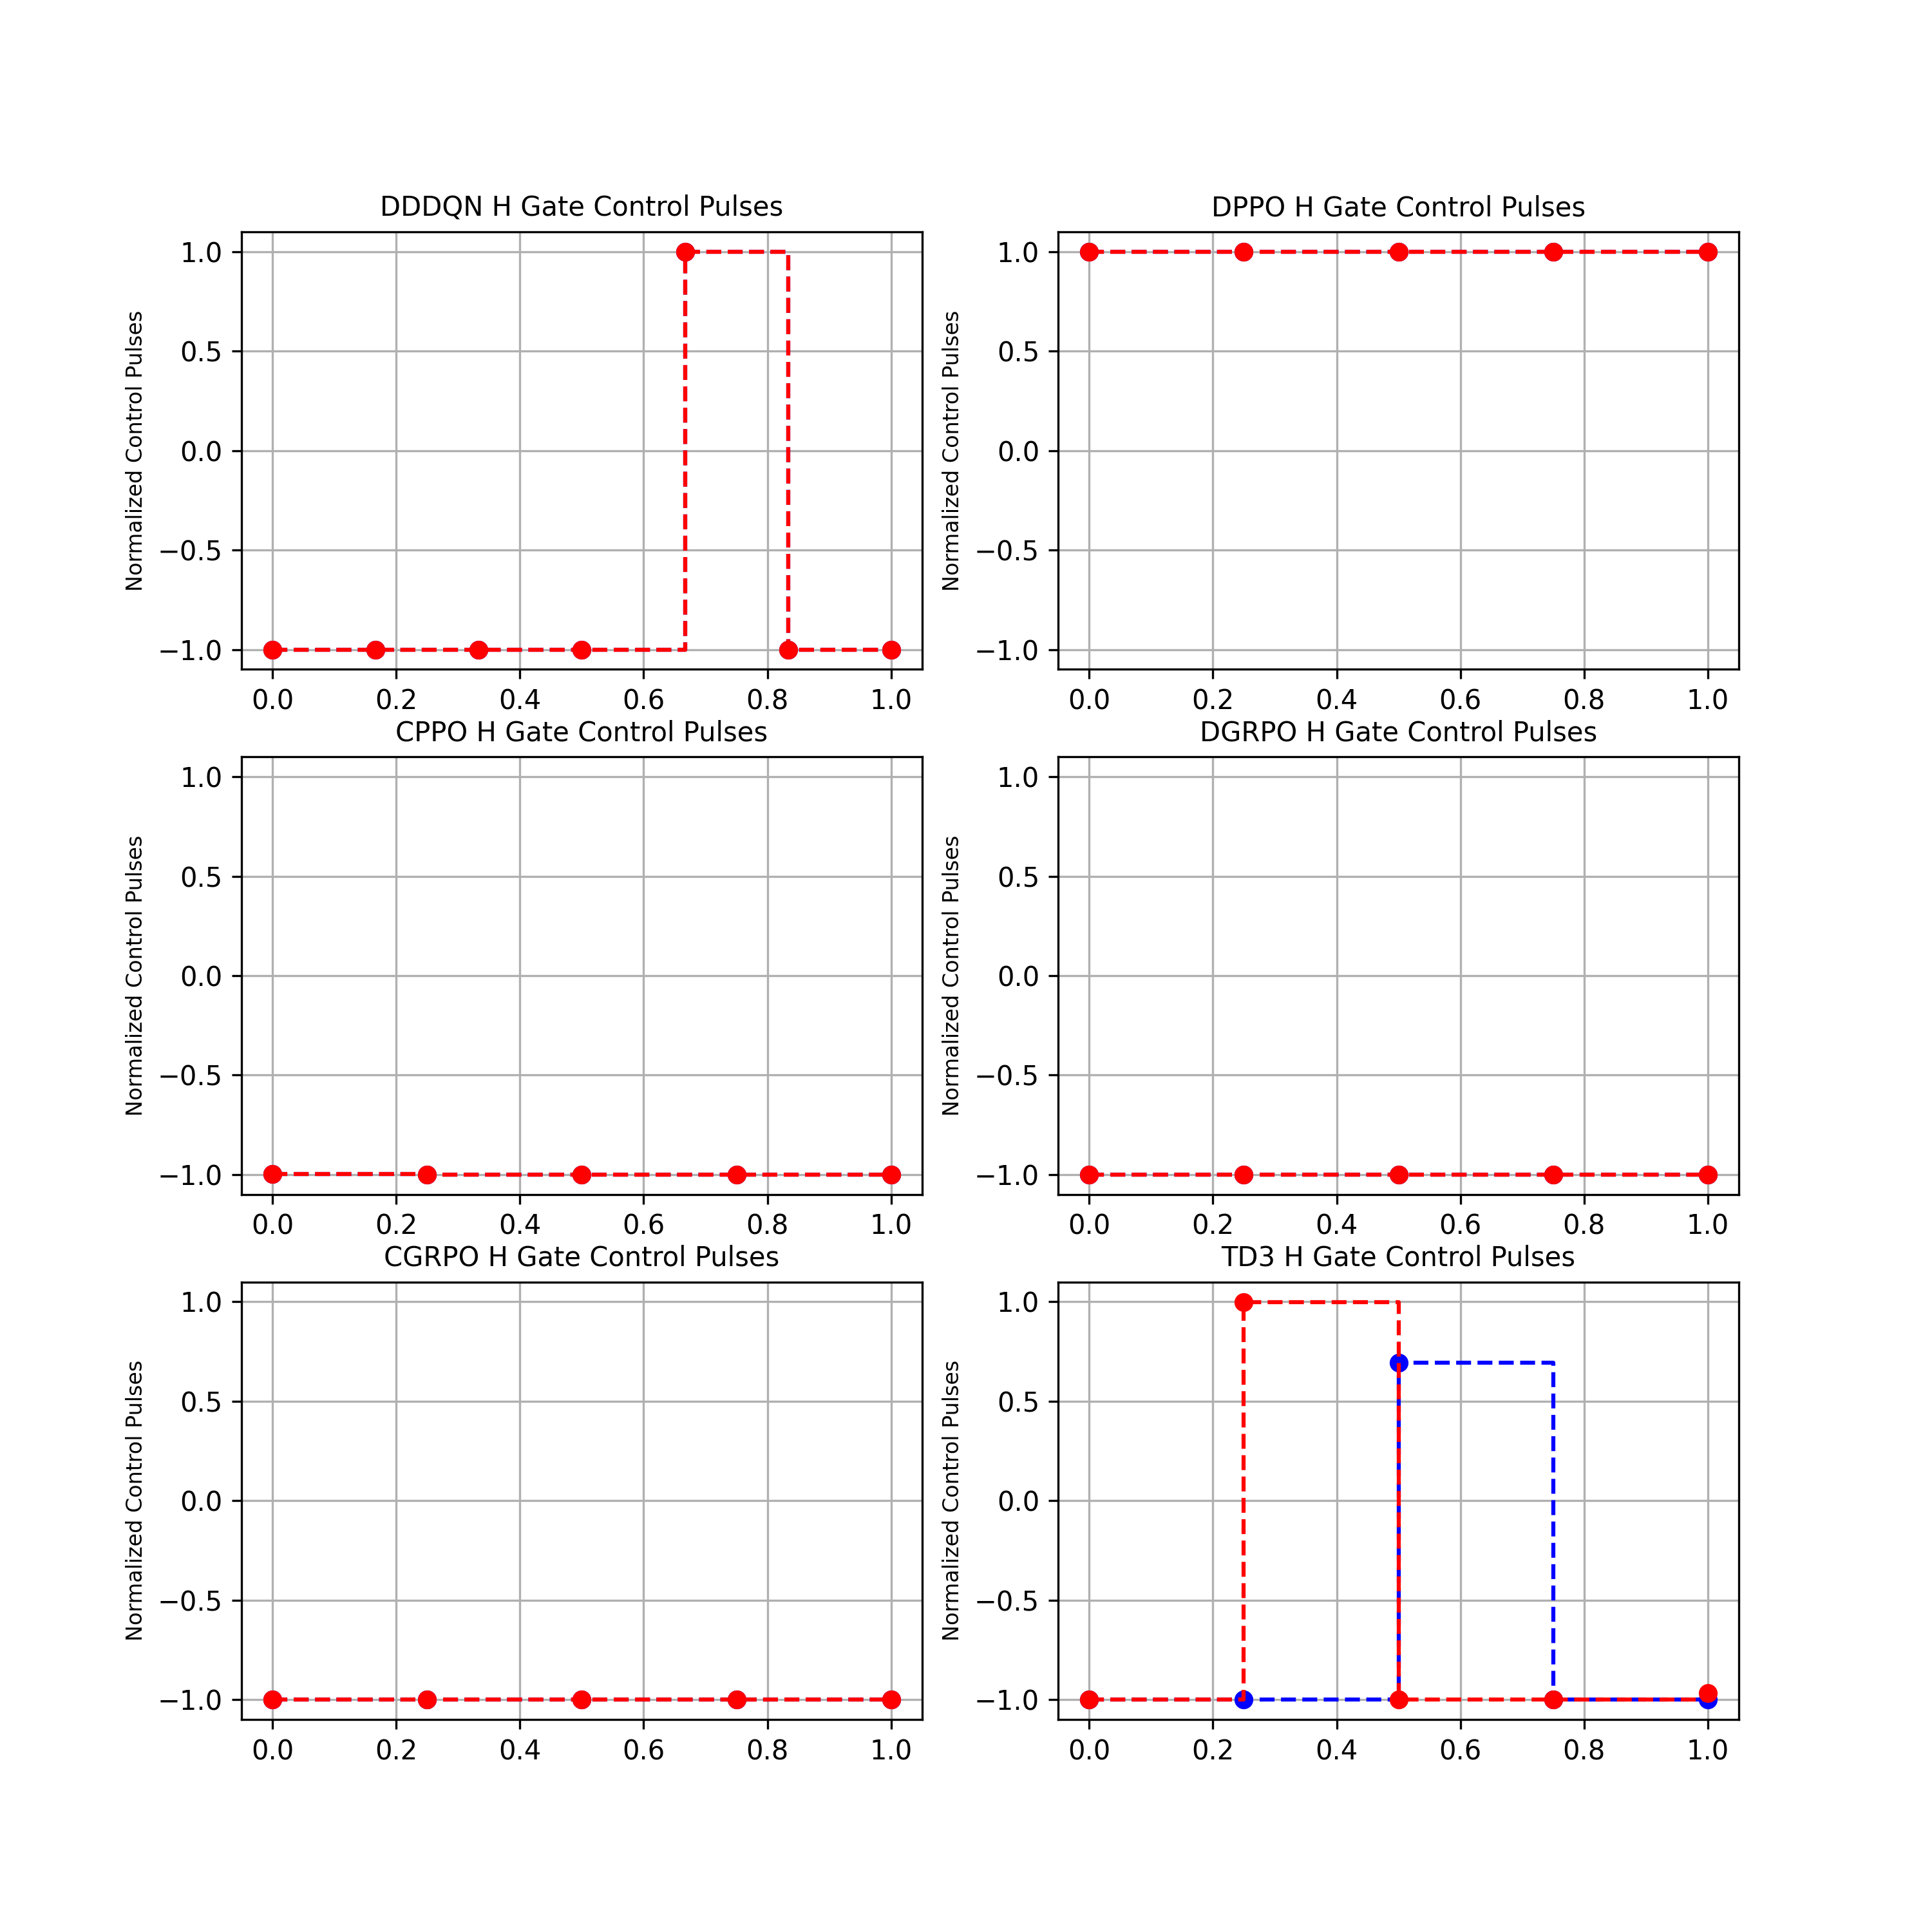 DDDQN H Gate Control Pulses
Normalized Control Pulses
1.0
0.5
0.0
−0.5
−1.0
0.0 0.2 0.4 0.6 0.8 1.0
DPPO H Gate Control Pulses
Normalized Control Pulses
1.0
0.5
0.0
−0.5
−1.0
0.0 0.2 0.4 0.6 0.8 1.0
CPPO H Gate Control Pulses
Normalized Control Pulses
1.0
0.5
0.0
−0.5
−1.0
0.0 0.2 0.4 0.6 0.8 1.0
DGRPO H Gate Control Pulses
Normalized Control Pulses
1.0
0.5
0.0
−0.5
−1.0
0.0 0.2 0.4 0.6 0.8 1.0
CGRPO H Gate Control Pulses
Normalized Control Pulses
1.0
0.5
0.0
−0.5
−1.0
0.0 0.2 0.4 0.6 0.8 1.0
TD3 H Gate Control Pulses
Normalized Control Pulses
1.0
0.5
0.0
−0.5
−1.0
0.0 0.2 0.4 0.6 0.8 1.0